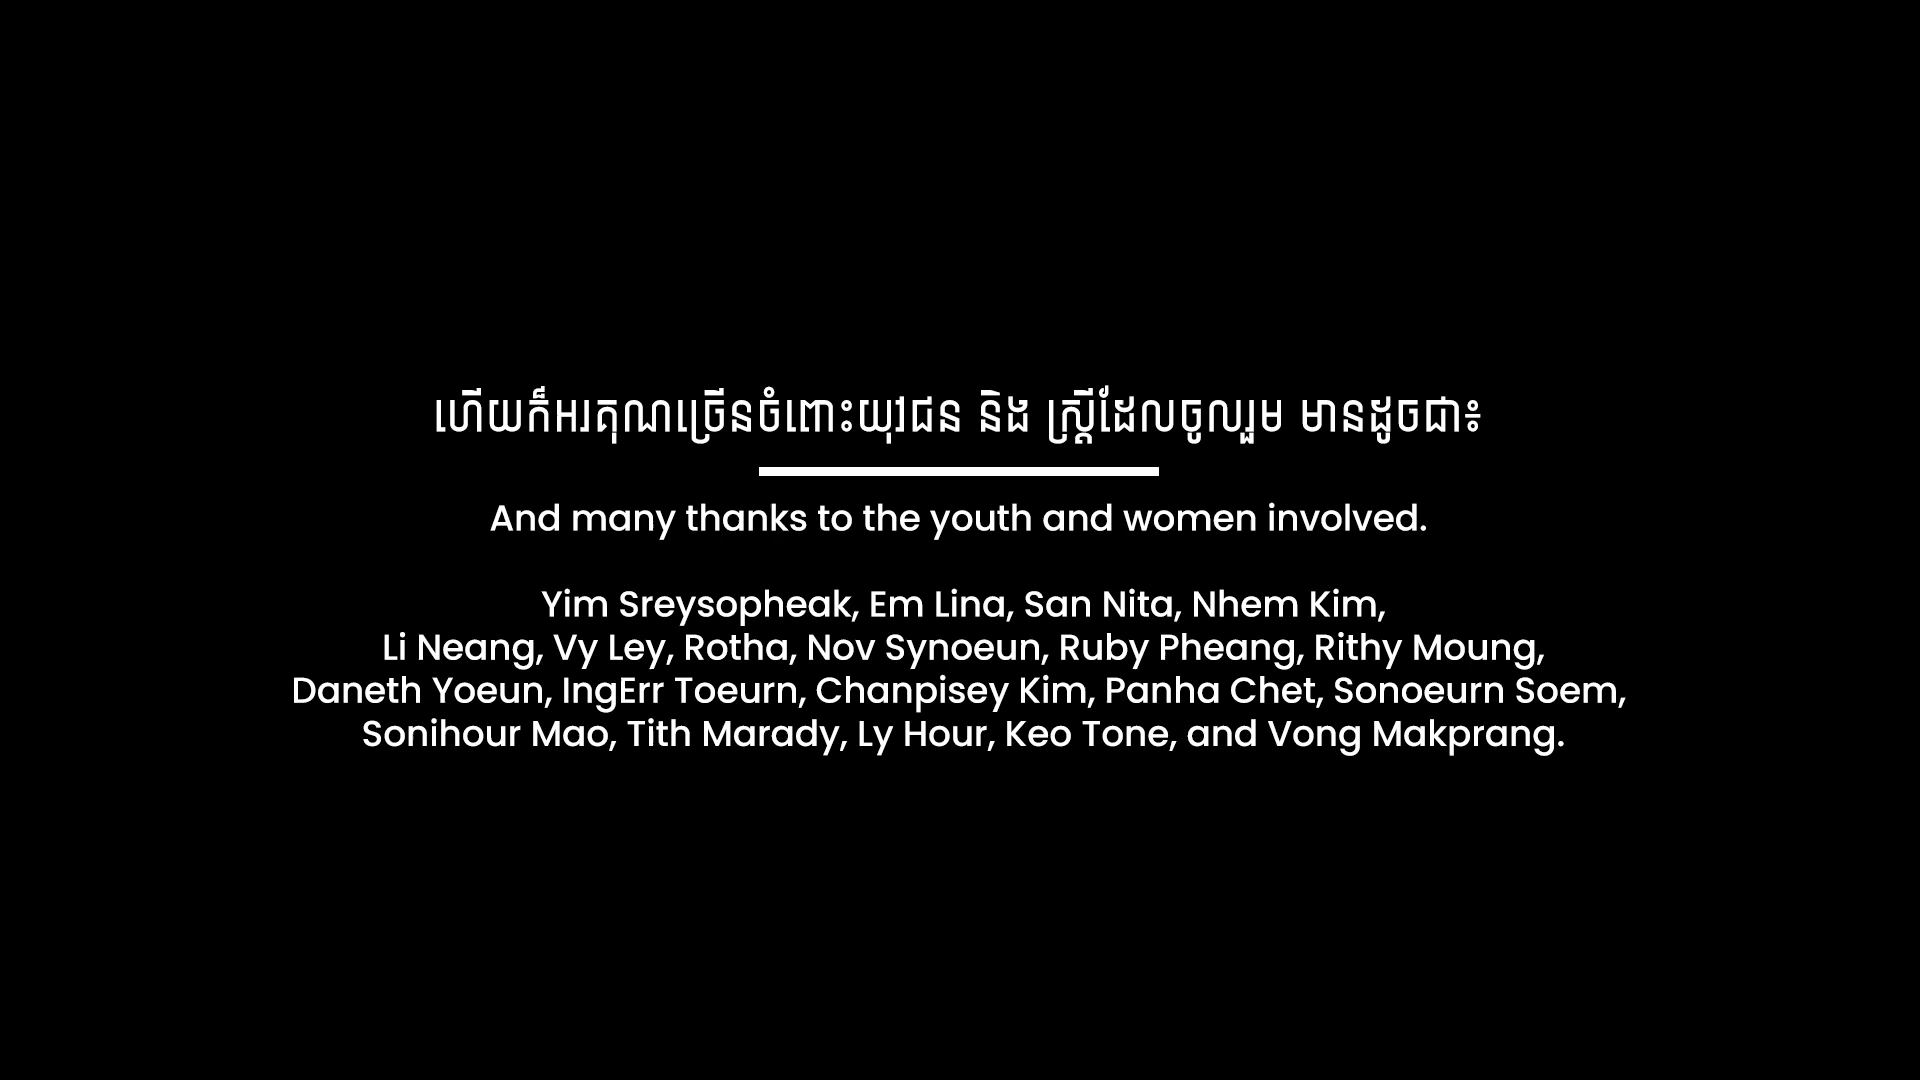 ហើយក៏អរគុណច្រើនចំពោះយុវជន និង ស្ត្រីដែលចូលរួម មានដូចជា៖
And many thanks to the youth and women involved.
Yim Sreysopheak, Em Lina, San Nita, Nhem Kim,
Li Neang, Vy Ley, Rotha, Nov Synoeun, Ruby Pheang, Rithy Moung,
Daneth Yoeun, IngErr Toeurn, Chanpisey Kim, Panha Chet, Sonoeurn Soem,
Sonihour Mao, Tith Marady, Ly Hour, Keo Tone, and Vong Makprang.